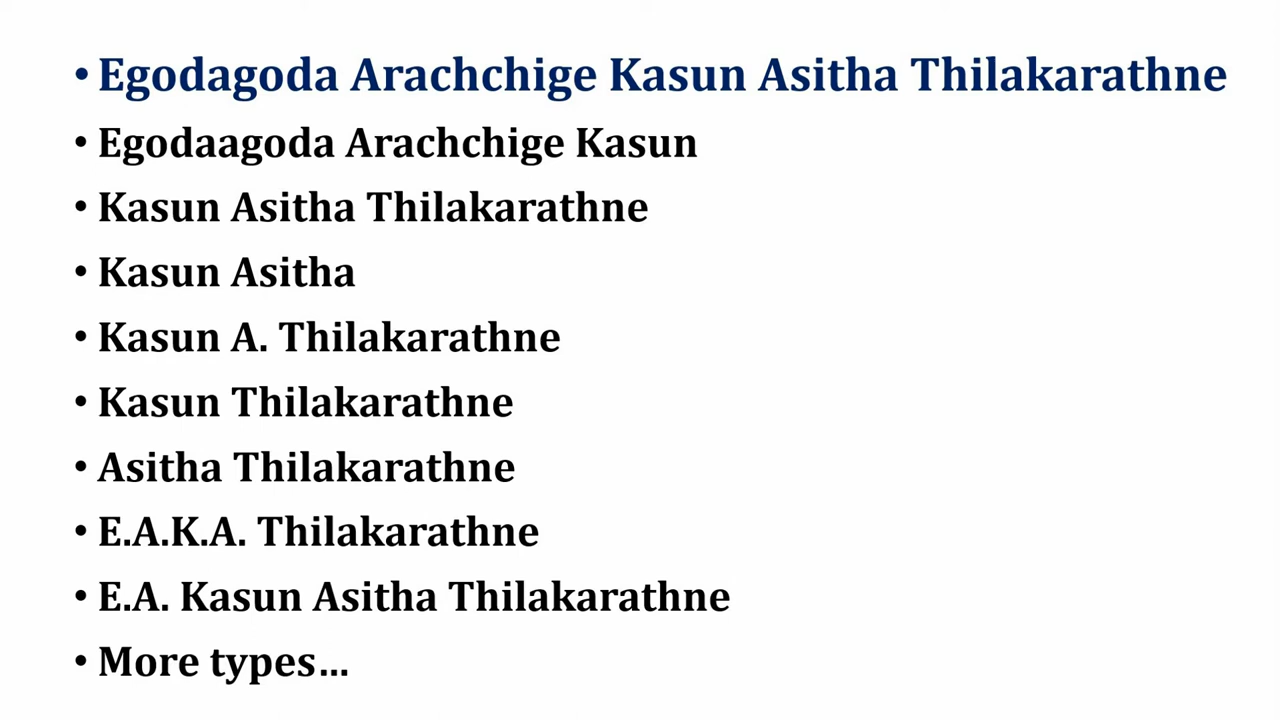 • Egodagoda Arachchige Kasun Asitha Thilakarathne
• Egodaagoda Arachchige Kasun
• Kasun Asitha Thilakarathne
• Kasun Asitha
• Kasun A. Thilakarathne
• Kasun Thilakarathne
• Asitha Thilakarathne
• E.A.K.A. Thilakarathne
• E.A. Kasun Asitha Thilakarathne
• More types…